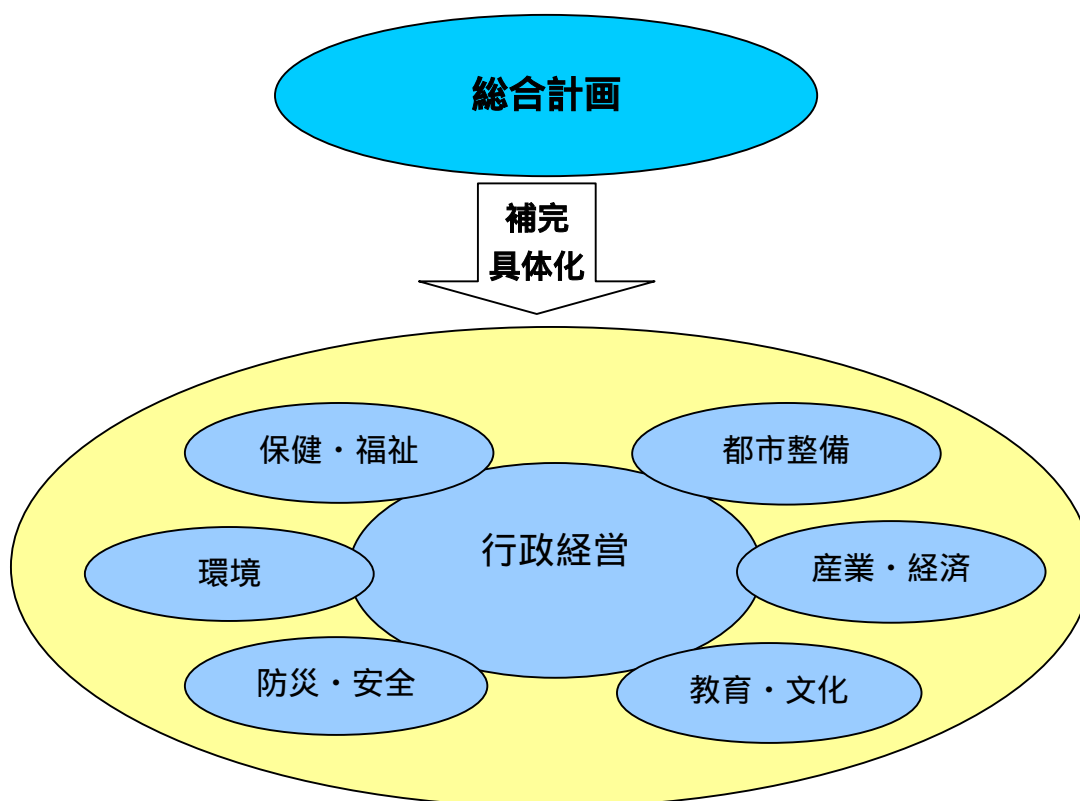 総合計画
補完
具体化
保健・福祉
都市整備
行政経営
環境
産業・経済
防災・安全
教育・文化